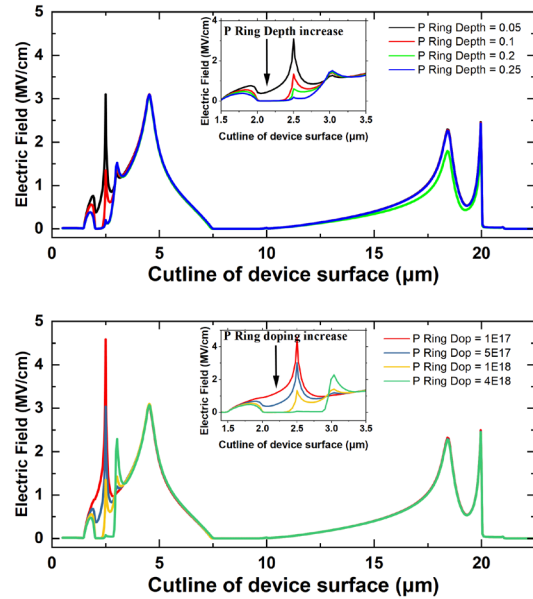 5
4
3
2
1
0
Electric Field (MV/cm)
P Ring Depth increase
4
2
0
Electric Field (MV/cm)
1.5 2.0 2.5 3.0 3.5
Cutline of device surface (μm)
P Ring Depth = 0.05
P Ring Depth = 0.1
P Ring Depth = 0.2
P Ring Depth = 0.25
0 5 10 15 20
Cutline of device surface (μm)
5
4
3
2
1
0
Electric Field (MV/cm)
P Ring doping increase
4
2
0
Electric Field (MV/cm)
1.5 2.0 2.5 3.0 3.5
Cutline of device surface (μm)
P Ring Dop = 1E17
P Ring Dop = 5E17
P Ring Dop = 1E18
P Ring Dop = 4E18
0 5 10 15 20
Cutline of device surface (μm)